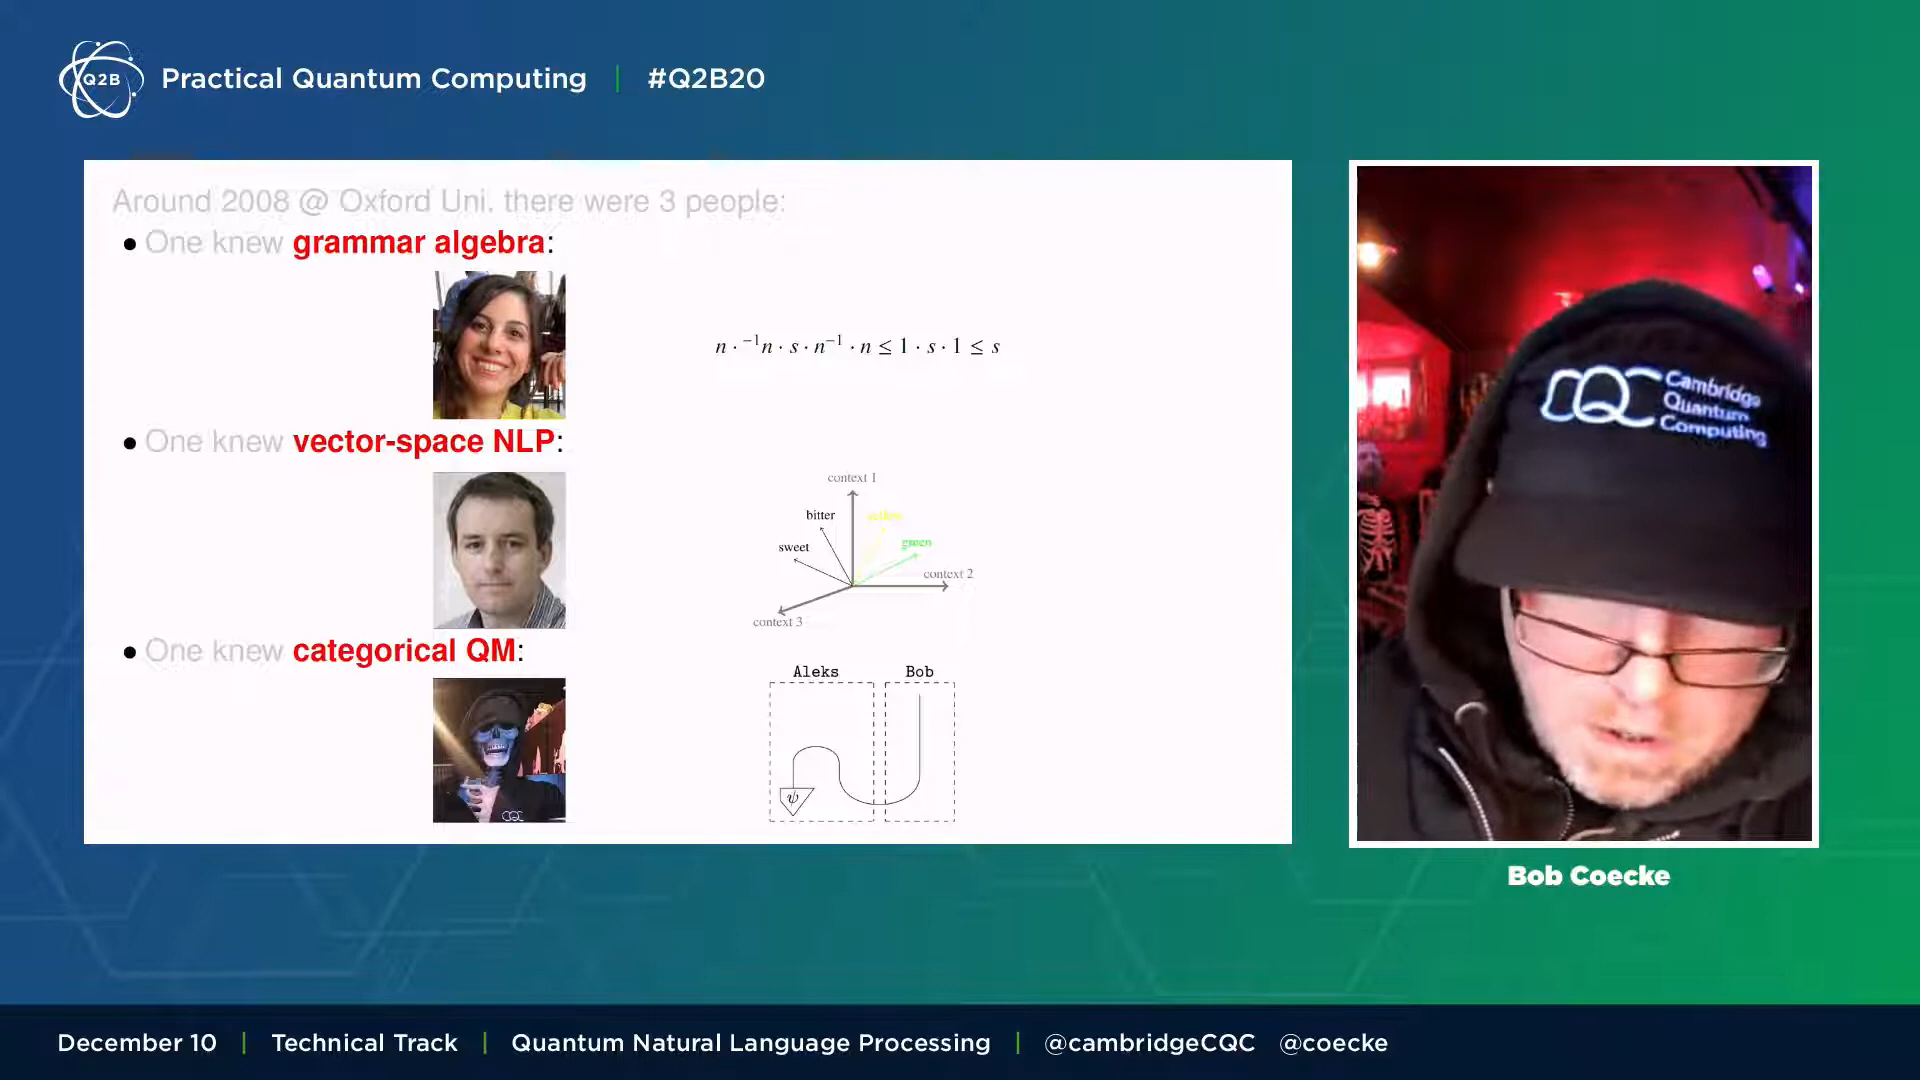 Q2B
Practical Quantum Computing | #Q2B20
Around 2008 @ Oxford Uni. there were 3 people:
• One knew grammar algebra:
n · ⁻¹n · s · n⁻¹ · n ≤ 1 · s · 1 ≤ s
• One knew vector-space NLP:
context 1
bitter
yellow
sweet
green
context 2
context 3
• One knew categorical QM:
Aleks
Bob
ψ
CQC
CQC Cambridge
Quantum
Computing
Bob Coecke
December 10 | Technical Track | Quantum Natural Language Processing | @cambridgeCQC @coecke